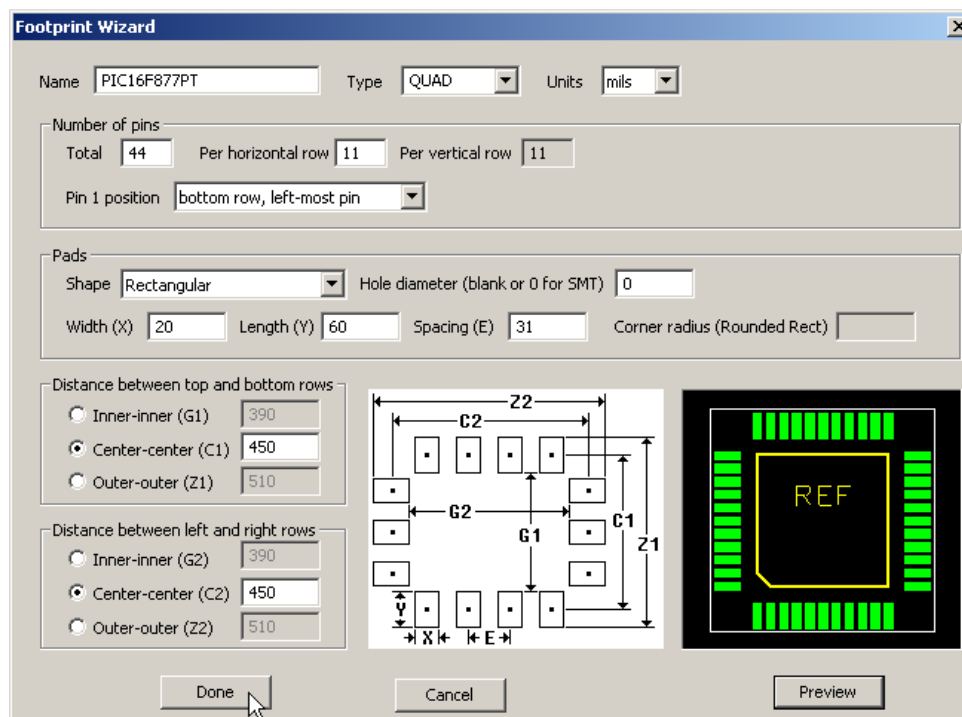 Footprint Wizard
Name PIC16F877PT Type QUAD Units mils
Number of pins
Total 44 Per horizontal row 11 Per vertical row 11
Pin 1 position bottom row, left-most pin
Pads
Shape Rectangular Hole diameter (blank or 0 for SMT) 0
Width (X) 20 Length (Y) 60 Spacing (E) 31 Corner radius (Rounded Rect)
Distance between top and bottom rows
Inner-inner (G1) 390
Center-center (C1) 450
Outer-outer (Z1) 510
Distance between left and right rows
Inner-inner (G2) 390
Center-center (C2) 450
Outer-outer (Z2) 510
Z2
C2
G2
G1
C1
Z1
Y
X
E
REF
Done Cancel Preview